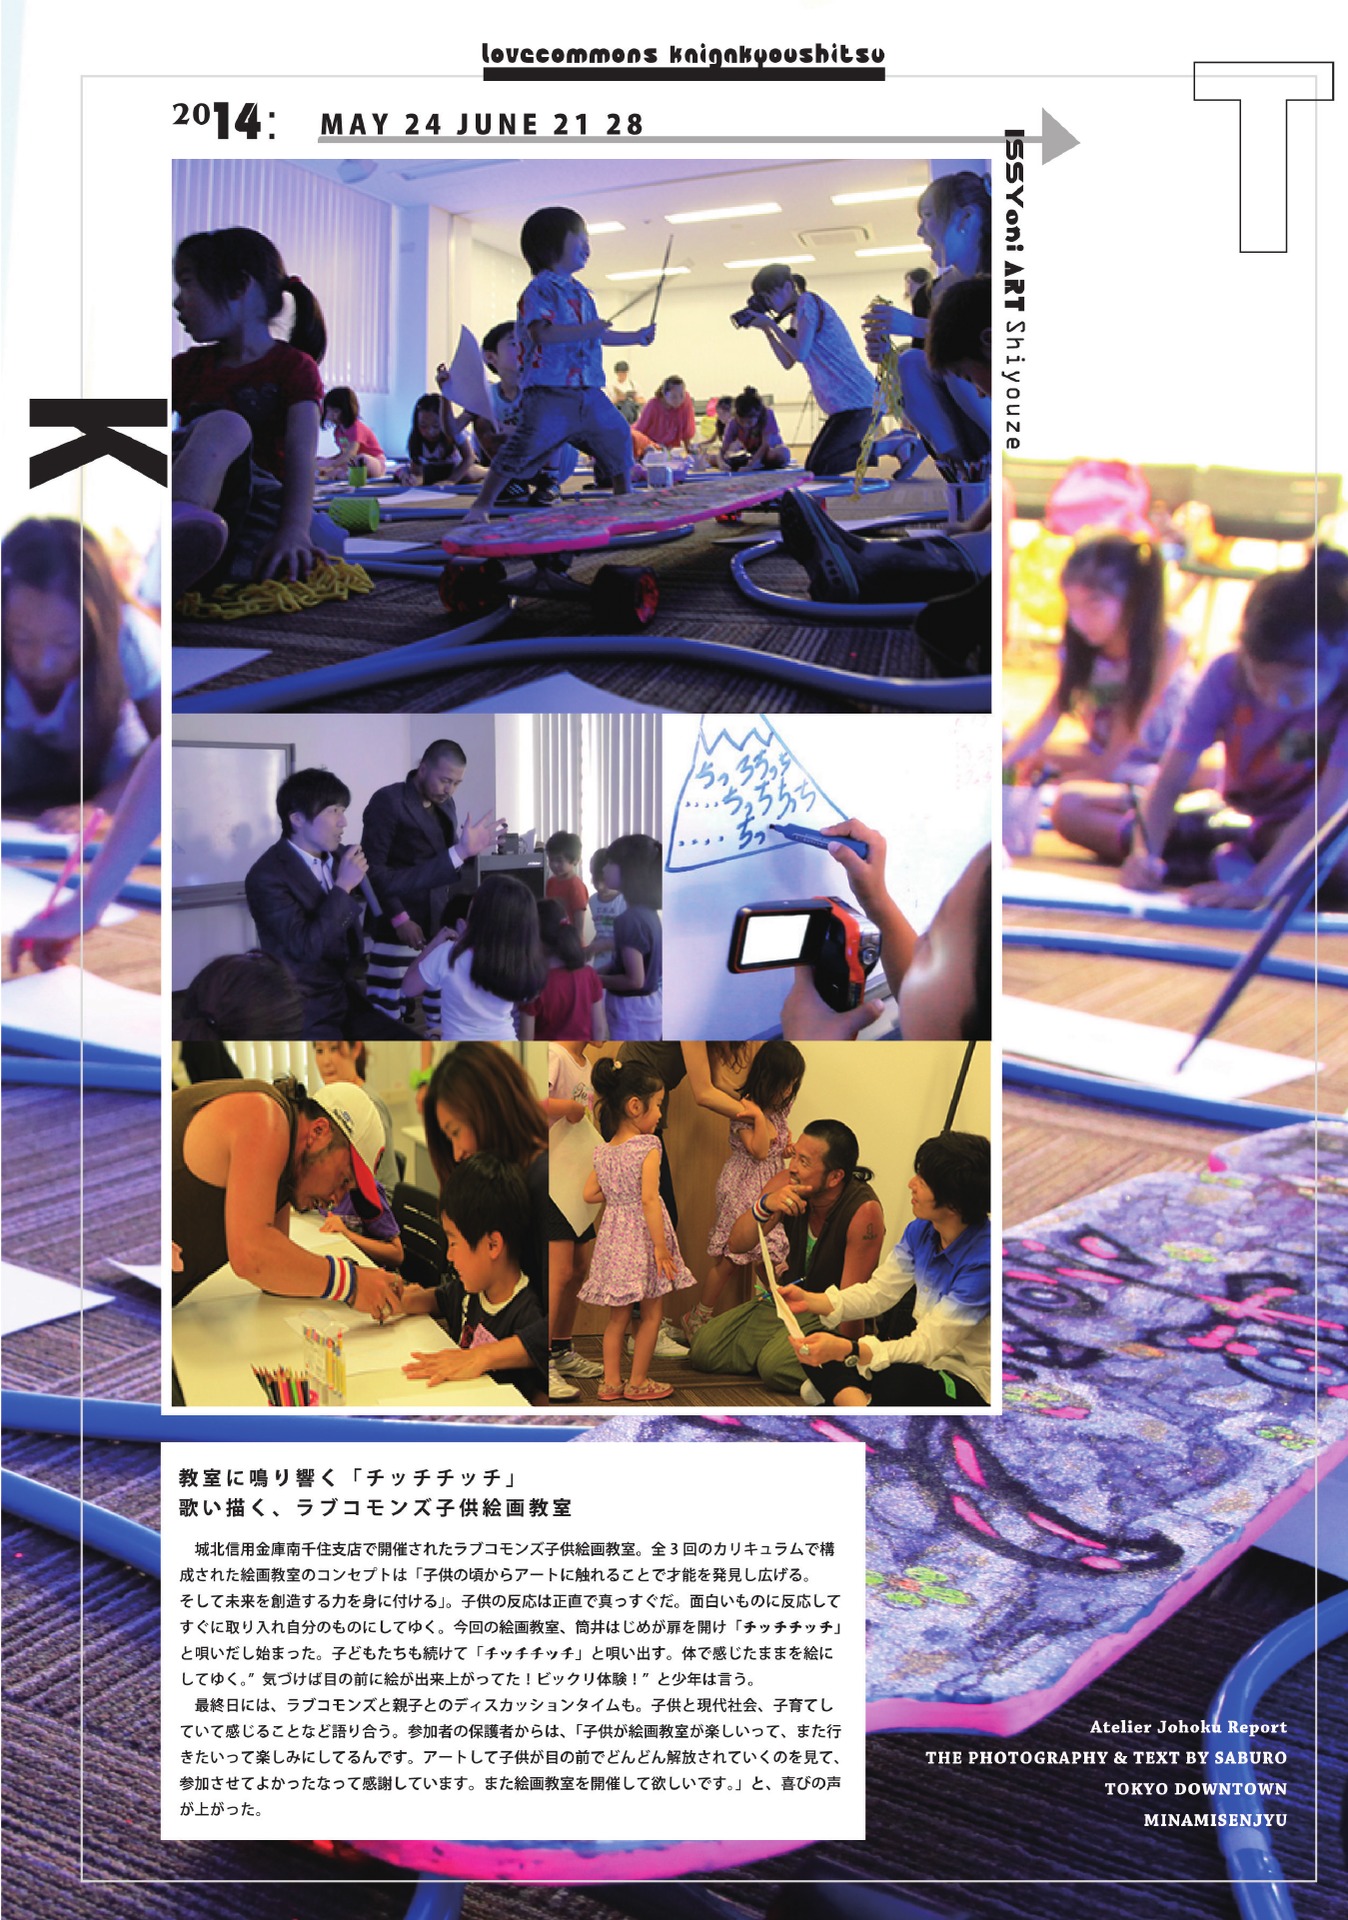 lovecommons knigakyoushitsu
2014: MAY 24 JUNE 21 28
T
ISSYoni ART Shiyouze
K
ちっちちっち
....ちっちちっち
....ちっ
教室に鳴り響く「チッチチッチ」
歌い描く、ラブコモンズ子供絵画教室
城北信用金庫南千住支店で開催されたラブコモンズ子供絵画教室。全3回のカリキュラムで構
成された絵画教室のコンセプトは「子供の頃からアートに触れることで才能を発見し広げる。
そして未来を創造する力を身に付ける」。子供の反応は正直で真っすぐだ。面白いものに反応して
すぐに取り入れ自分のものにしてゆく。今回の絵画教室、筒井はじめが扉を開け「チッチチッチ」
と唄いだし始まった。子どもたちも続けて「チッチチッチ」と唄い出す。体で感じたままを絵に
してゆく。”気づけば目の前に絵が出来上がってた！ビックリ体験！”と少年は言う。
最終日には、ラブコモンズと親子とのディスカッションタイムも。子供と現代社会、子育てし
ていて感じることなど語り合う。参加者の保護者からは、「子供が絵画教室が楽しいって、また行
きたいって楽しみにしてるんです。アートして子供が目の前でどんどん解放されていくのを見て、
参加させてよかったなって感謝しています。また絵画教室を開催して欲しいです。」と、喜びの声
が上がった。
Atelier Johoku Report
THE PHOTOGRAPHY & TEXT BY SABURO
TOKYO DOWNTOWN
MINAMISENJYU